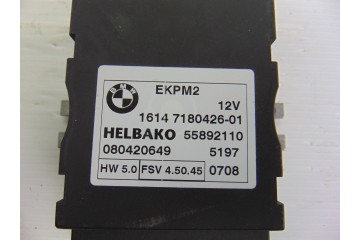 BMW
EKPM2
12V
1614 7180426-01
HELBAKO 55892110
080420649 5197
HW 5.0 FSV 4.50.45 0708